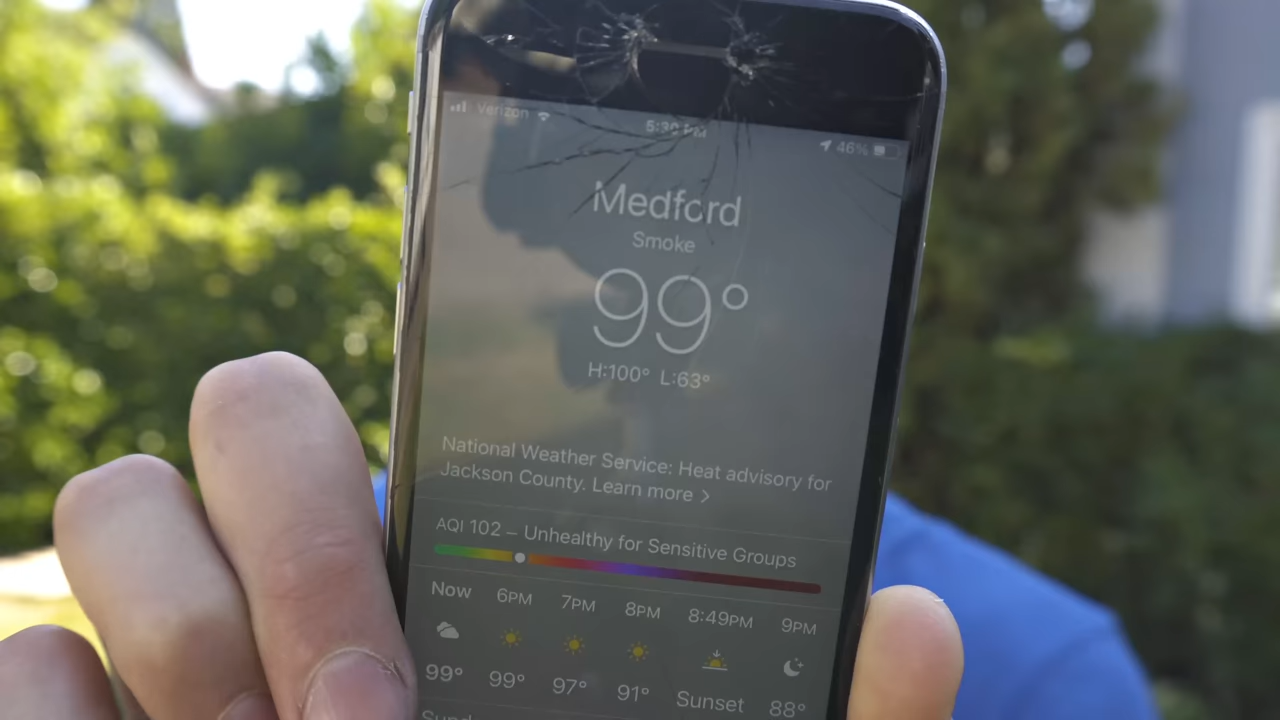 Verizon
5:30 PM
46%
Medford
Smoke
99°
H:100° L:63°
National Weather Service: Heat advisory for
Jackson County. Learn more >
AQI 102 – Unhealthy for Sensitive Groups
Now 6PM 7PM 8PM 8:49PM 9PM
99° 99° 97° 91° Sunset 88°